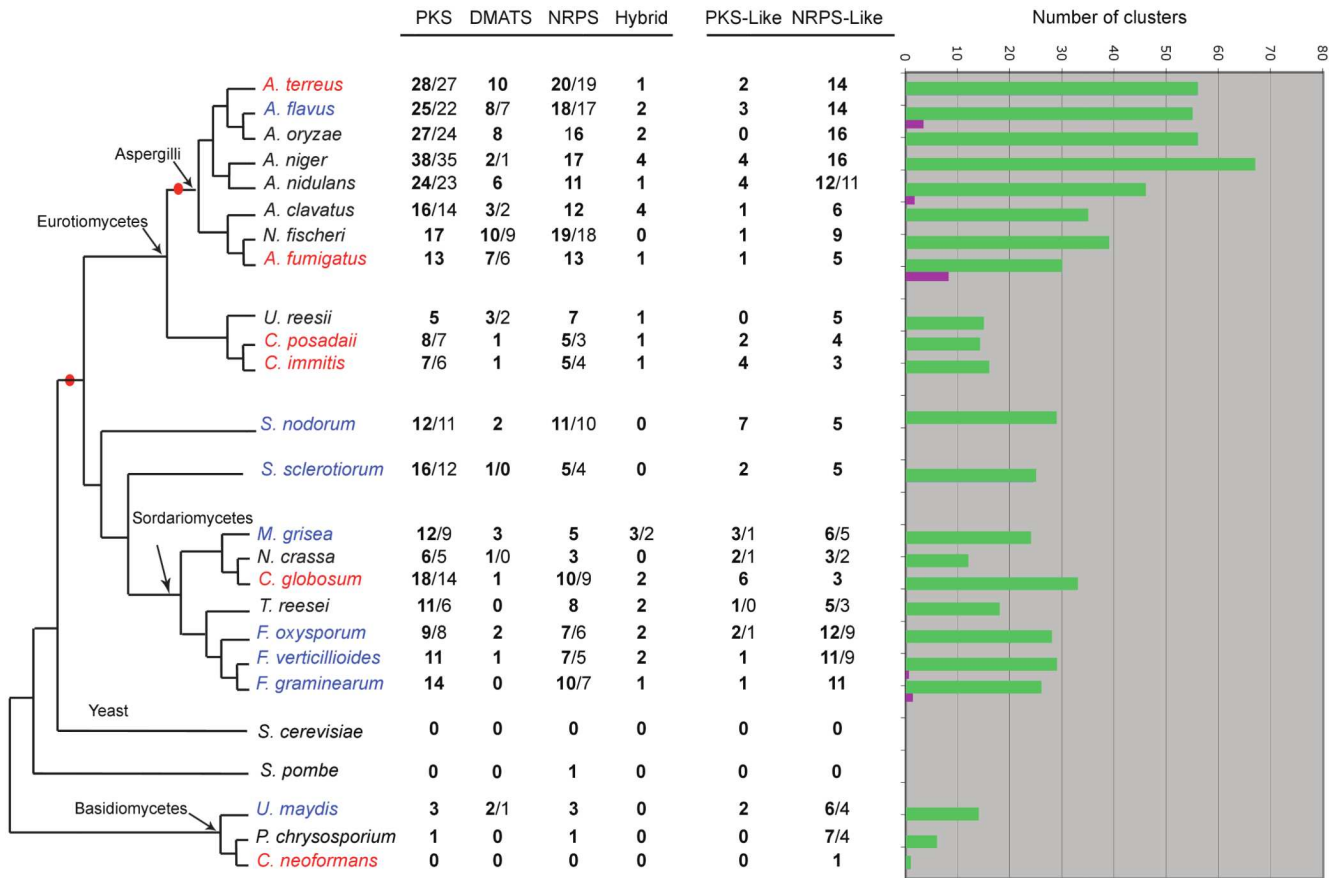 PKS DMATS NRPS Hybrid PKS-Like NRPS-Like Number of clusters
0 10 20 30 40 50 60 70 80
A. terreus 28/27 10 20/19 1 2 14
A. flavus 25/22 8/7 18/17 2 3 14
A. oryzae 27/24 8 16 2 0 16
Aspergilli
A. niger 38/35 2/1 17 4 4 16
A. nidulans 24/23 6 11 1 4 12/11
A. clavatus 16/14 3/2 12 4 1 6
Eurotiomycetes
N. fischeri 17 10/9 19/18 0 1 9
A. fumigatus 13 7/6 13 1 1 5
U. reesii 5 3/2 7 1 0 5
C. posadaii 8/7 1 5/3 1 2 4
C. immitis 7/6 1 5/4 1 4 3
S. nodorum 12/11 2 11/10 0 7 5
S. sclerotiorum 16/12 1/0 5/4 0 2 5
Sordariomycetes
M. grisea 12/9 3 5 3/2 3/1 6/5
N. crassa 6/5 1/0 3 0 2/1 3/2
C. globosum 18/14 1 10/9 2 6 3
T. reesei 11/6 0 8 2 1/0 5/3
F. oxysporum 9/8 2 7/6 2 2/1 12/9
F. verticillioides 11 1 7/5 2 1 11/9
F. graminearum 14 0 10/7 1 1 11
Yeast
S. cerevisiae 0 0 0 0 0 0
S. pombe 0 0 1 0 0 0
Basidiomycetes
U. maydis 3 2/1 3 0 2 6/4
P. chrysosporium 1 0 1 0 0 7/4
C. neoformans 0 0 0 0 0 1